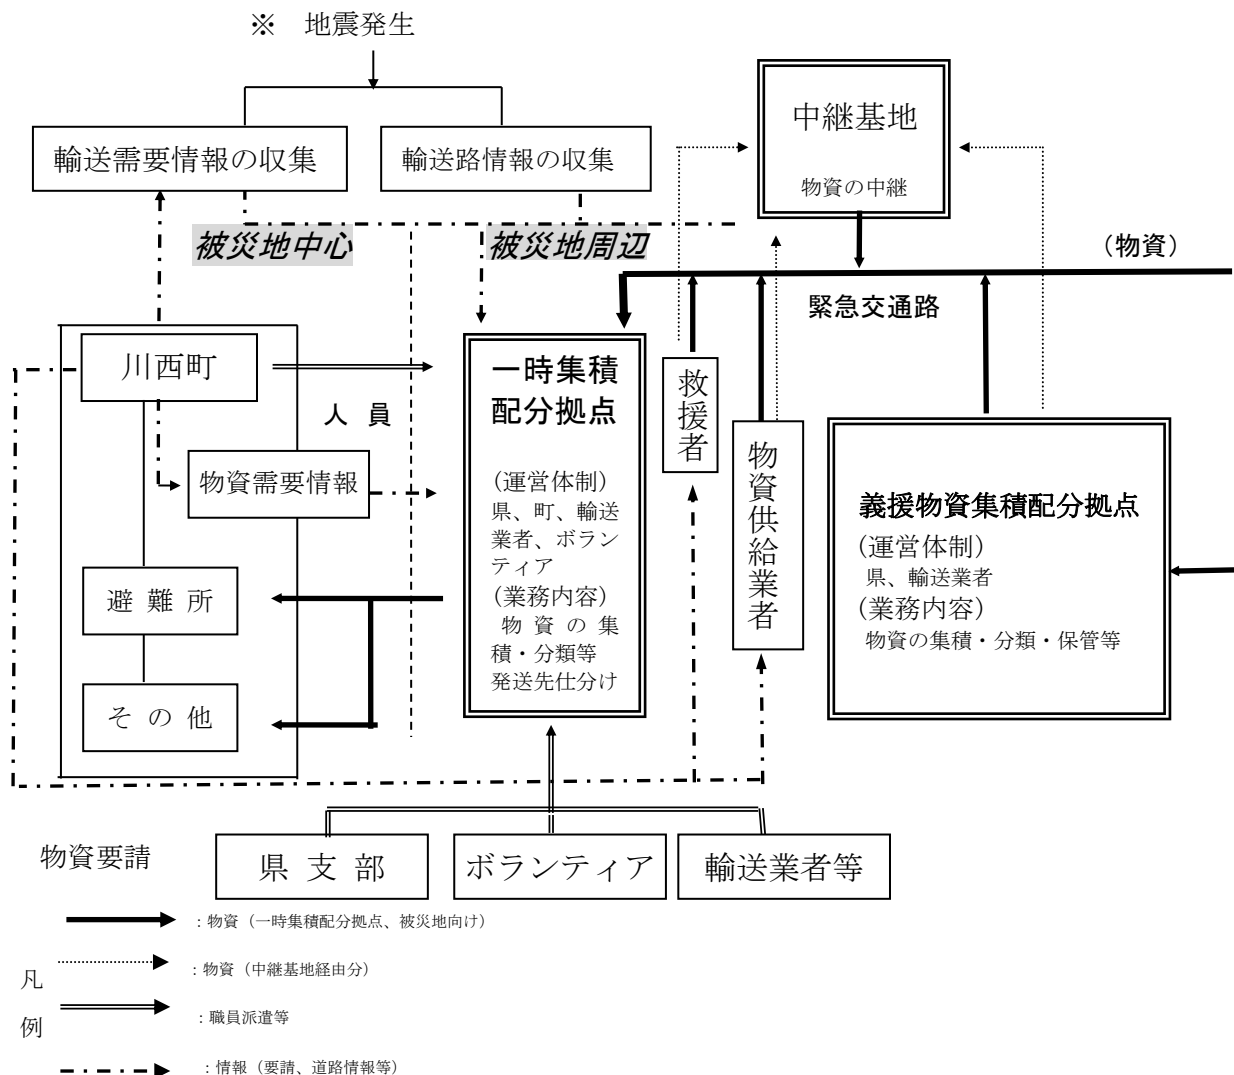 ※　地震発生
輸送需要情報の収集
輸送路情報の収集
中継基地
物資の中継
被災地中心
被災地周辺
（物資）
緊急交通路
川西町
人　員
物資需要情報
避 難 所
そ の 他
一時集積
配分拠点
(運営体制)
県、町、輸送
業者、ボラン
ティア
(業務内容)
物 資 の 集
積・分類等
発送先仕分け
救援者
物資供給業者
義援物資集積配分拠点
(運営体制)
県、輸送業者
(業務内容)
物資の集積・分類・保管等
物資要請
県 支 部
ボランティア
輸送業者等
凡
例
：物資（一時集積配分拠点、被災地向け）
：物資（中継基地経由分）
：職員派遣等
：情報（要請、道路情報等）